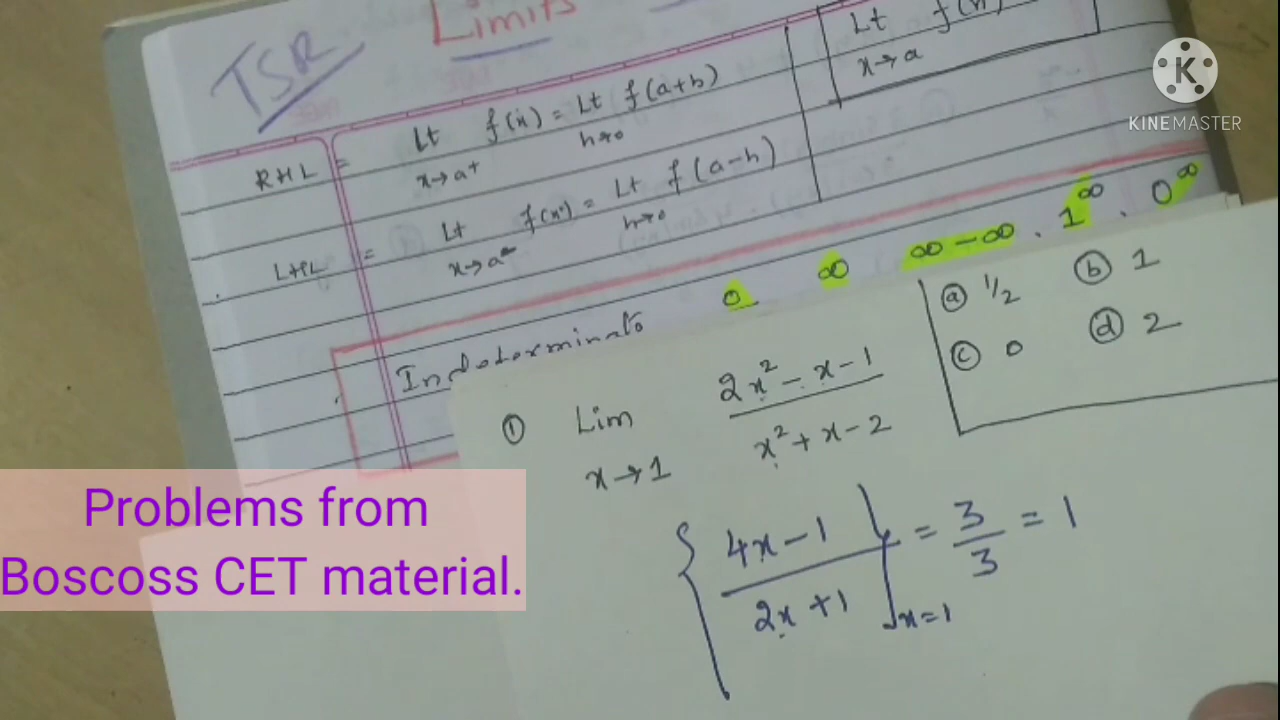 TSR Limits
Lt f(x)
x→a
RHL = Lt f(x) = Lt f(a+h)
x→a⁺ h→0
LHL = Lt f(x) = Lt f(a-h)
x→a⁻ h→0
Indeterminate 0 ∞ ∞-∞ . 1^∞ . 0^∞
ⓐ 1/2 ⓑ 1
ⓒ 0 ⓓ 2
① Lim 2x²-x-1
x→1 x²+x-2
4x-1 = 3 = 1
2x+1 x=1 3
Problems from
Boscoss CET material.
K
KINEMASTER